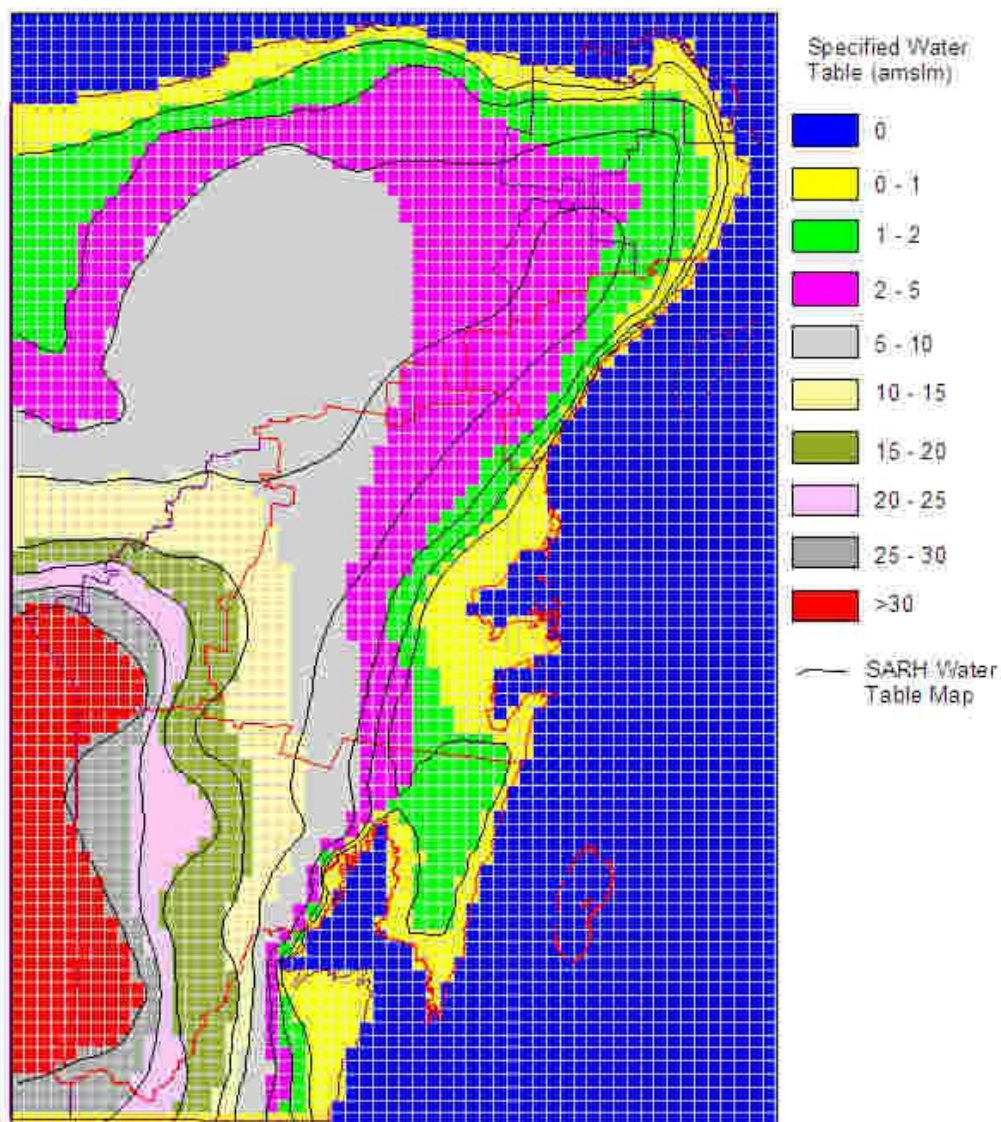 Specified Water
Table (amslm)
0
0 - 1
1 - 2
2 - 5
5 - 10
10 - 15
15 - 20
20 - 25
25 - 30
>30
SARH Water
Table Map